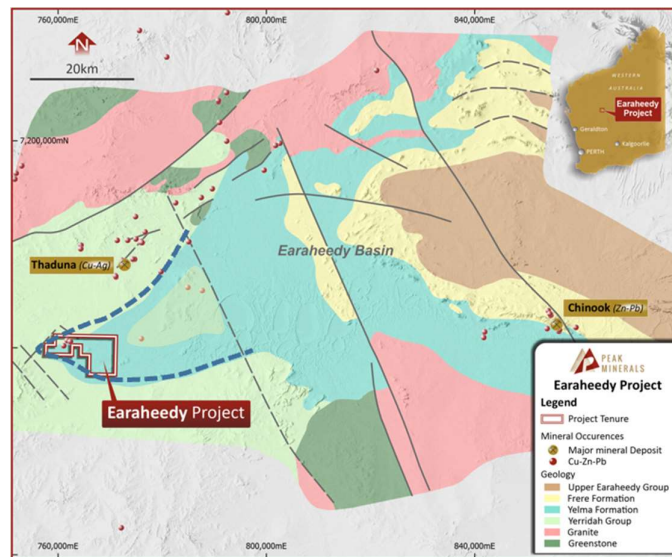 760,000mE
800,000mE
840,000mE
N
20km
WESTERN
AUSTRALIA
Earaheedy
Project
Geraldton
Kalgoorlie
PERTH
7,200,000mN
Earaheedy Basin
Thaduna (Cu-Ag)
Chinook (Zn-Pb)
Earaheedy Project
PEAK
MINERALS
Earaheedy Project
Legend
Project Tenure
Mineral Occurences
Major mineral Deposit
Cu-Zn-Pb
Geology
Upper Earaheedy Group
Frere Formation
Yelma Formation
Yerridah Group
Granite
Greenstone
760,000mE
800,000mE
840,000mE